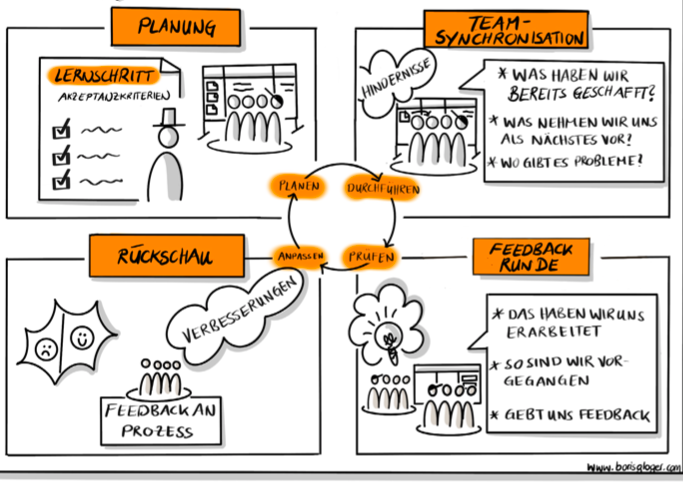 PLANUNG
LERNSCHRITT
AKZEPTANZKRITERIEN
TEAM-
SYNCHRONISATION
HINDERNISSE
* WAS HABEN WIR
BEREITS GESCHAFFT?
* WAS NEHMEN WIR UNS
ALS NÄCHSTES VOR?
* WO GIBT ES PROBLEME?
PLANEN
DURCHFÜHREN
ANPASSEN
PRÜFEN
RÜCKSCHAU
VERBESSERUNGEN
FEEDBACK AN
PROZESS
FEEDBACK
RUNDE
* DAS HABEN WIR UNS
ERARBEITET
* SO SIND WIR VOR-
GEGANGEN
* GEBT UNS FEEDBACK
www.borisgloger.com